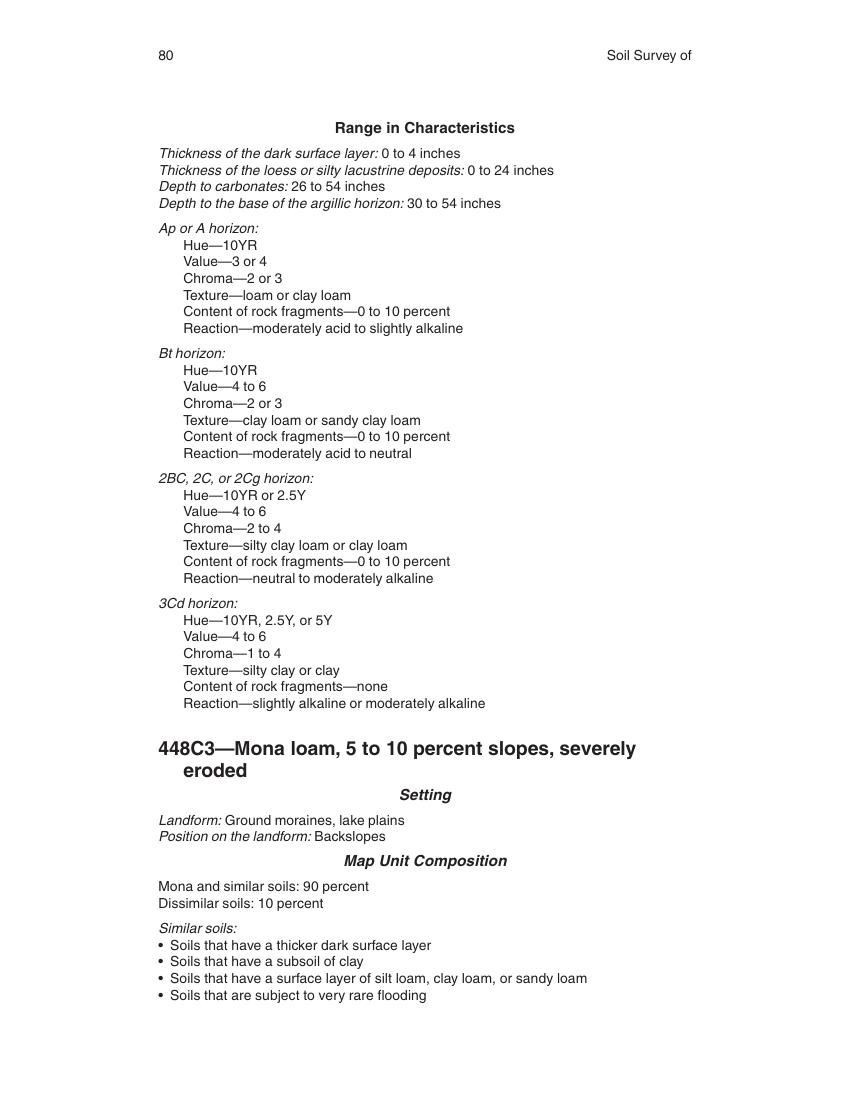 80
Soil Survey of
Range in Characteristics
Thickness of the dark surface layer: 0 to 4 inches
Thickness of the loess or silty lacustrine deposits: 0 to 24 inches
Depth to carbonates: 26 to 54 inches
Depth to the base of the argillic horizon: 30 to 54 inches
Ap or A horizon:
Hue—10YR
Value—3 or 4
Chroma—2 or 3
Texture—loam or clay loam
Content of rock fragments—0 to 10 percent
Reaction—moderately acid to slightly alkaline
Bt horizon:
Hue—10YR
Value—4 to 6
Chroma—2 or 3
Texture—clay loam or sandy clay loam
Content of rock fragments—0 to 10 percent
Reaction—moderately acid to neutral
2BC, 2C, or 2Cg horizon:
Hue—10YR or 2.5Y
Value—4 to 6
Chroma—2 to 4
Texture—silty clay loam or clay loam
Content of rock fragments—0 to 10 percent
Reaction—neutral to moderately alkaline
3Cd horizon:
Hue—10YR, 2.5Y, or 5Y
Value—4 to 6
Chroma—1 to 4
Texture—silty clay or clay
Content of rock fragments—none
Reaction—slightly alkaline or moderately alkaline
448C3—Mona loam, 5 to 10 percent slopes, severely
eroded
Setting
Landform: Ground moraines, lake plains
Position on the landform: Backslopes
Map Unit Composition
Mona and similar soils: 90 percent
Dissimilar soils: 10 percent
Similar soils:
• Soils that have a thicker dark surface layer
• Soils that have a subsoil of clay
• Soils that have a surface layer of silt loam, clay loam, or sandy loam
• Soils that are subject to very rare flooding